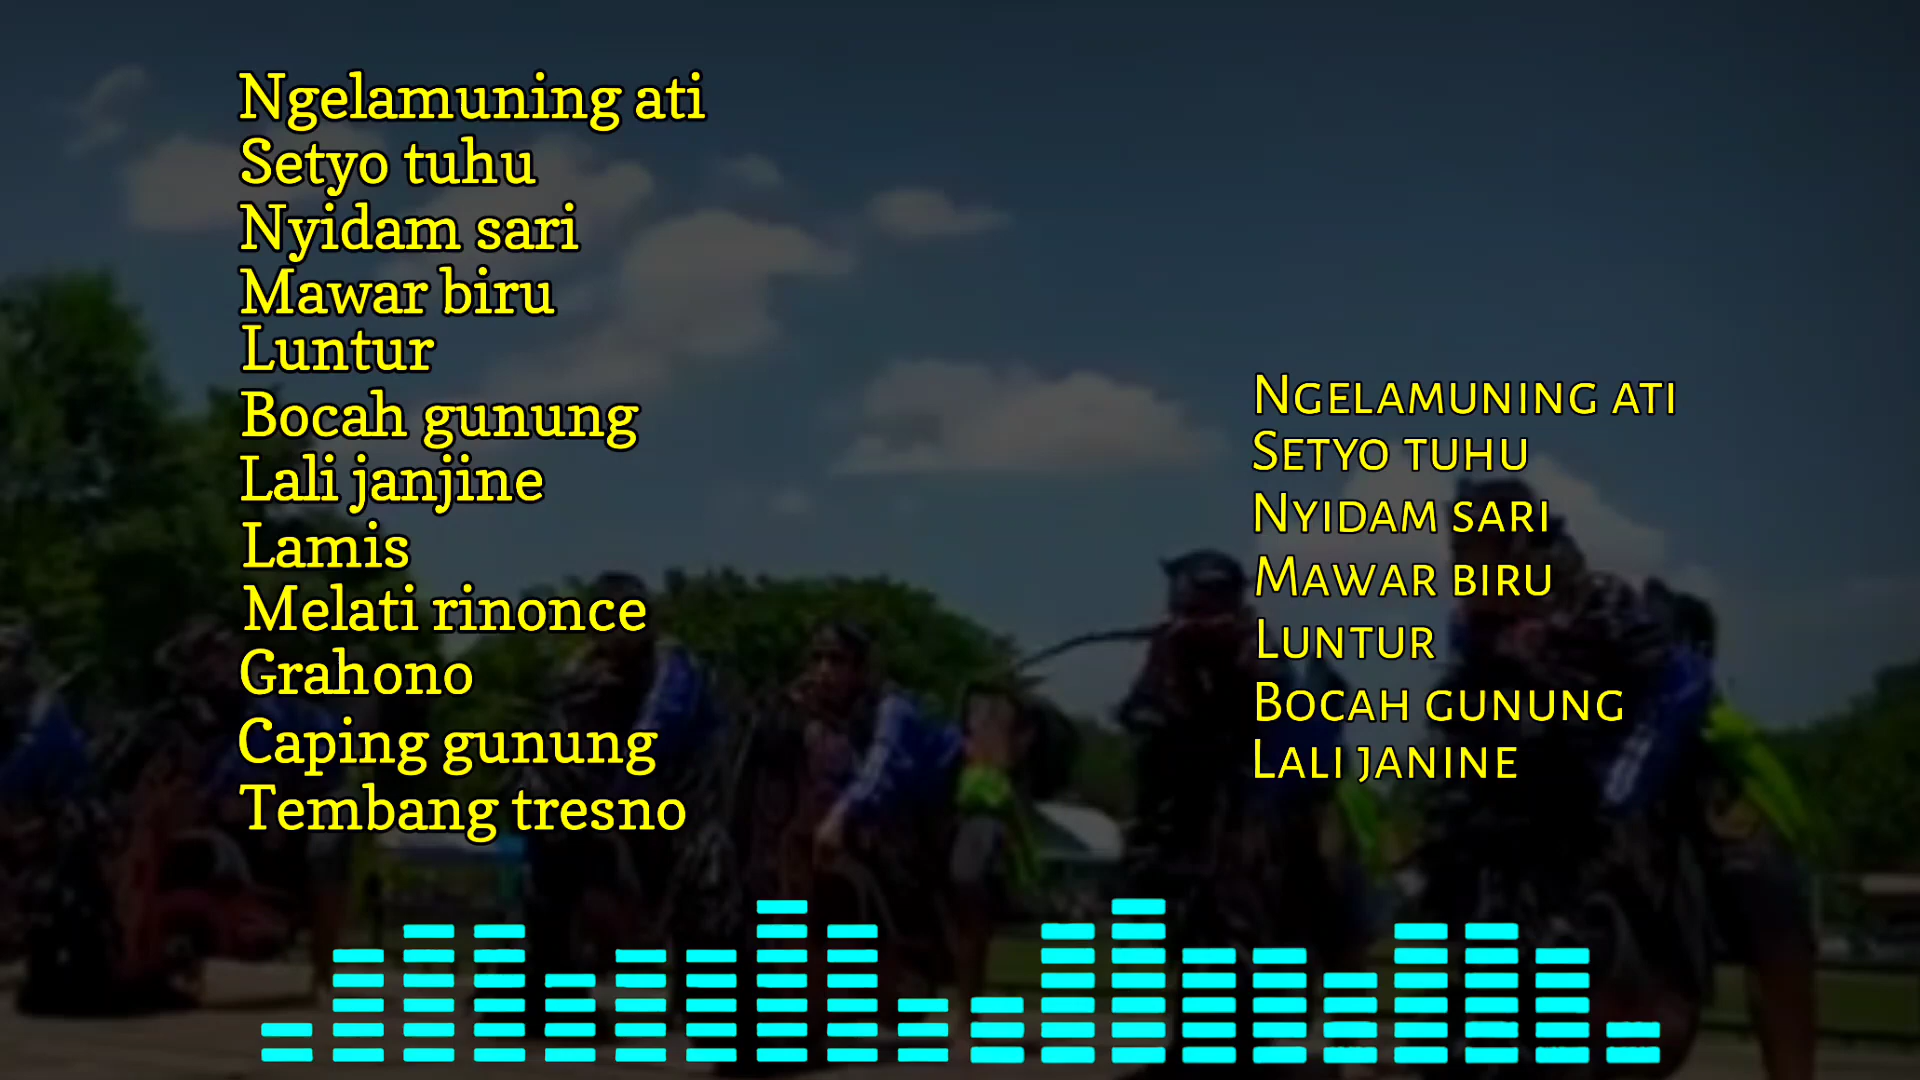 Ngelamuning ati
Setyo tuhu
Nyidam sari
Mawar biru
Luntur
Bocah gunung
Lali janjine
Lamis
Melati rinonce
Grahono
Caping gunung
Tembang tresno
Ngelamuning ati
Setyo tuhu
Nyidam sari
Mawar biru
Luntur
Bocah gunung
Lali janine